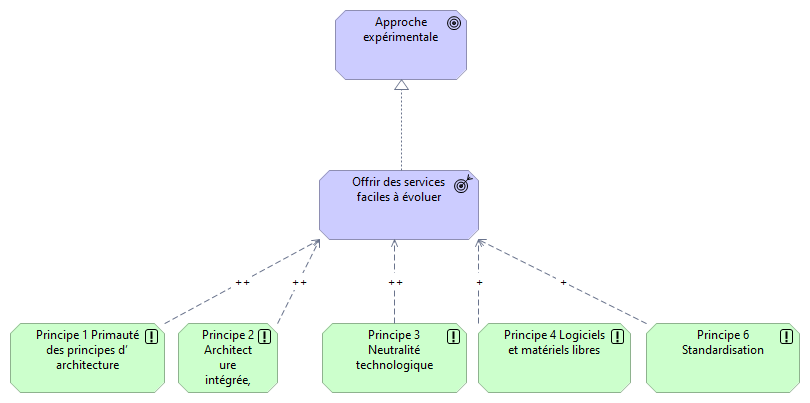 Approche
expérimentale
Offrir des services
faciles à évoluer
++
++
++
+
+
Principe 1 Primauté
des principes d'
architecture
Principe 2
Architect
ure
intégrée,
Principe 3
Neutralité
technologique
Principe 4 Logiciels
et matériels libres
Principe 6
Standardisation